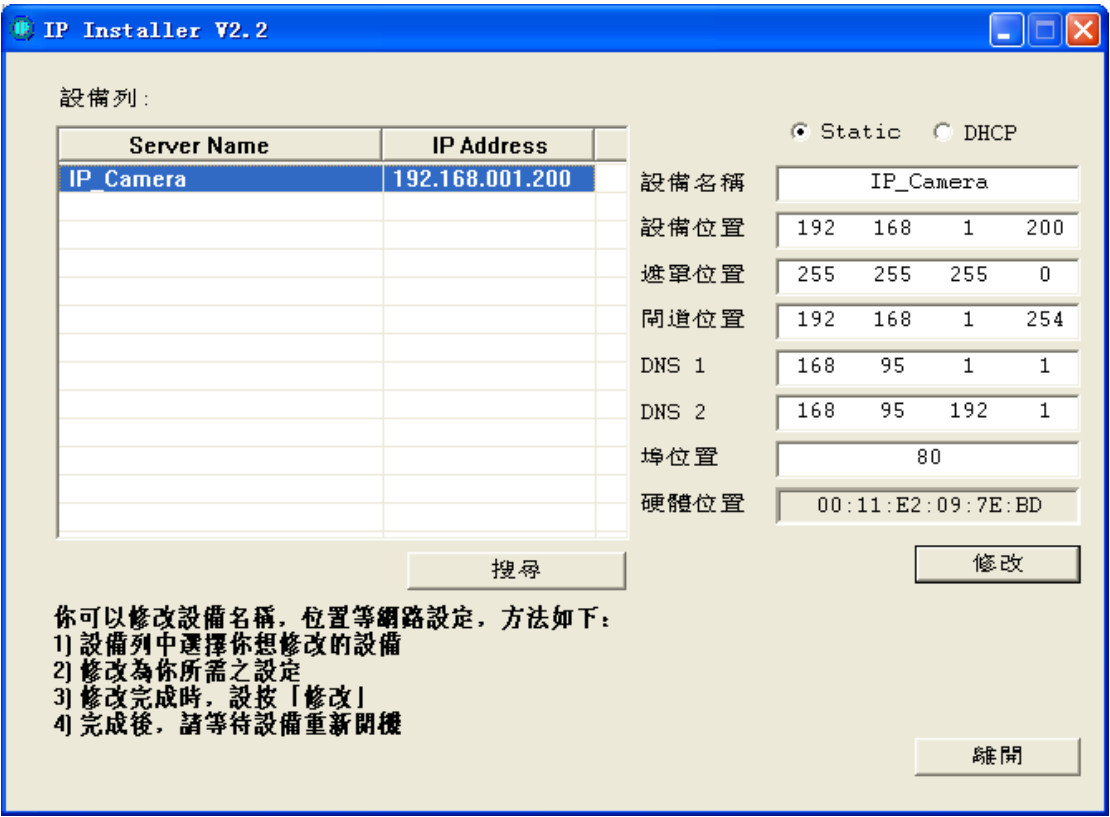 IP Installer V2.2
設備列:
Server Name IP Address
IP_Camera 192.168.001.200
Static DHCP
設備名稱 IP_Camera
設備位置 192 168 1 200
遮罩位置 255 255 255 0
閘道位置 192 168 1 254
DNS 1 168 95 1 1
DNS 2 168 95 192 1
埠位置 80
硬體位置 00:11:E2:09:7E:BD
搜尋
修改
你可以修改設備名稱，位置等網路設定，方法如下：
1) 設備列中選擇你想修改的設備
2) 修改為你所需之設定
3) 修改完成時，設按「修改」
4) 完成後，請等待設備重新開機
離開